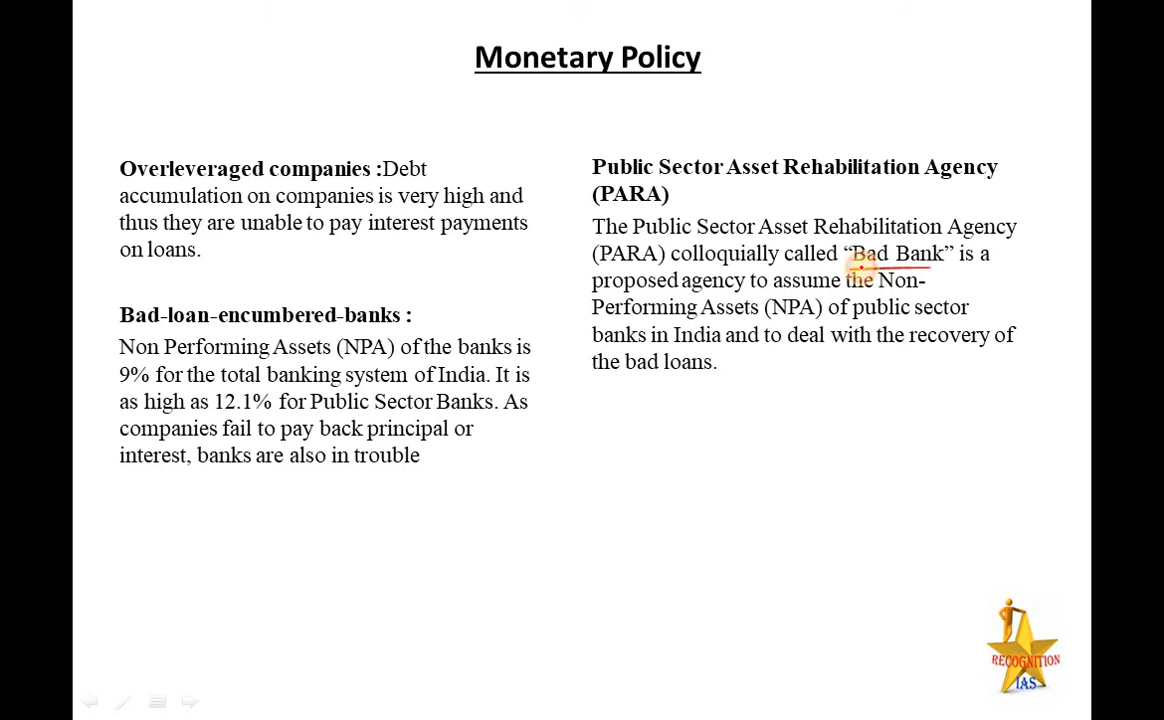 Monetary Policy
Overleveraged companies :Debt
accumulation on companies is very high and
thus they are unable to pay interest payments
on loans.
Bad-loan-encumbered-banks :
Non Performing Assets (NPA) of the banks is
9% for the total banking system of India. It is
as high as 12.1% for Public Sector Banks. As
companies fail to pay back principal or
interest, banks are also in trouble
Public Sector Asset Rehabilitation Agency
(PARA)
The Public Sector Asset Rehabilitation Agency
(PARA) colloquially called “Bad Bank” is a
proposed agency to assume the Non-
Performing Assets (NPA) of public sector
banks in India and to deal with the recovery of
the bad loans.
RECOGNITION
IAS